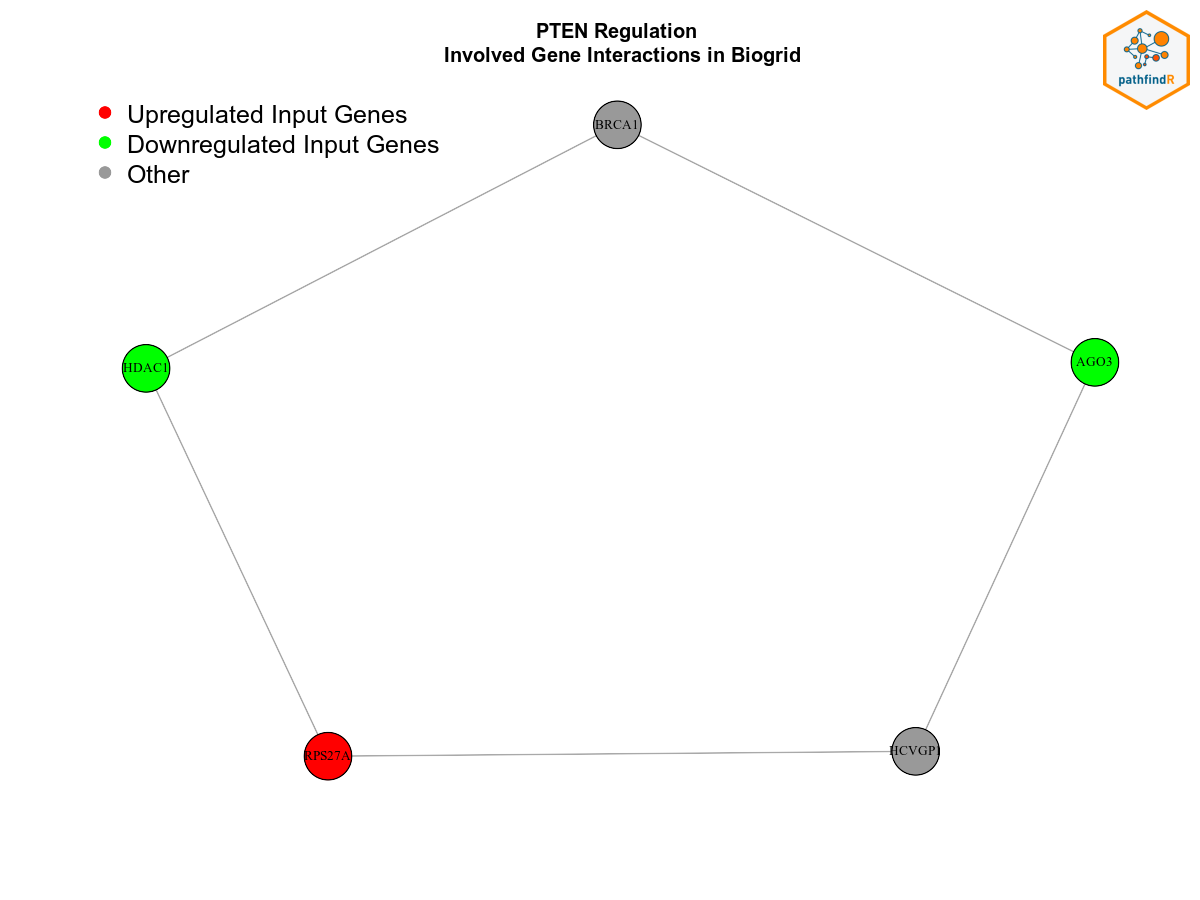 PTEN Regulation
Involved Gene Interactions in Biogrid
pathfindR
Upregulated Input Genes
Downregulated Input Genes
Other
BRCA1
HDAC1
AGO3
RPS27A
HCVGP1